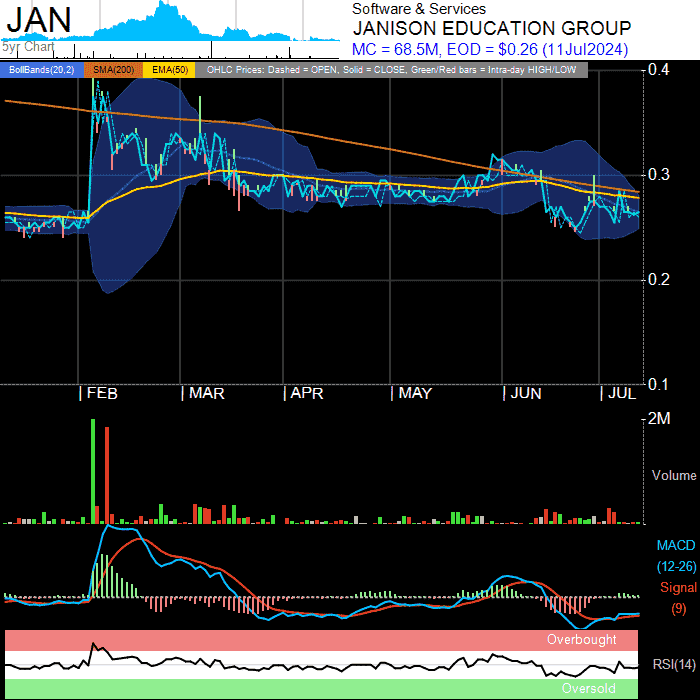 JAN
5yr Chart
Software & Services
JANISON EDUCATION GROUP
MC = 68.5M, EOD = $0.26 (11Jul2024)
BollBands(20,2) SMA(200) EMA(50) OHLC Prices: Dashed = OPEN, Solid = CLOSE, Green/Red bars = Intra-day HIGH/LOW
0.4
0.3
0.2
0.1
FEB MAR APR MAY JUN JUL
2M
Volume
MACD
(12-26)
Signal
(9)
Overbought
RSI(14)
Oversold